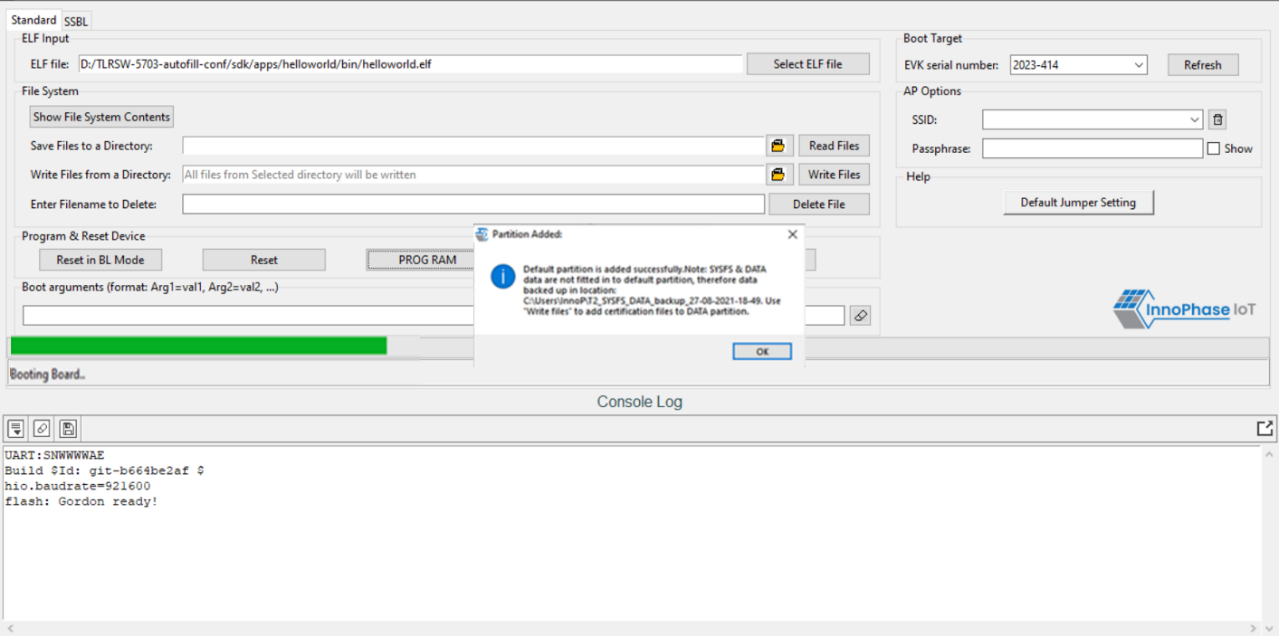 Standard SSBL
ELF Input
ELF file: D:/TLRSW-5703-autofill-conf/sdk/apps/helloworld/bin/helloworld.elf Select ELF file
Boot Target
EVK serial number: 2023-414 Refresh
File System
Show File System Contents
Save Files to a Directory: Read Files
Write Files from a Directory: All files from Selected directory will be written Write Files
Enter Filename to Delete: Delete File
AP Options
SSID:
Passphrase: Show
Help
Default Jumper Setting
Program & Reset Device
Reset in BL Mode Reset PROG RAM
Boot arguments (format: Arg1=val1, Arg2=val2, ...)
Partition Added:
Default partition is added successfully.Note: SYSFS & DATA
data are not fitted in to default partition, therefore data
backed up in location:
C:\Users\InnoP\T2_SYSFS_DATA_backup_27-08-2021-18-49. Use
"Write files" to add certification files to DATA partition.
OK
InnoPhase IoT
Booting Board..
Console Log
UART:SNWWWWAE
Build $Id: git-b664be2af $
hio.baudrate=921600
flash: Gordon ready!